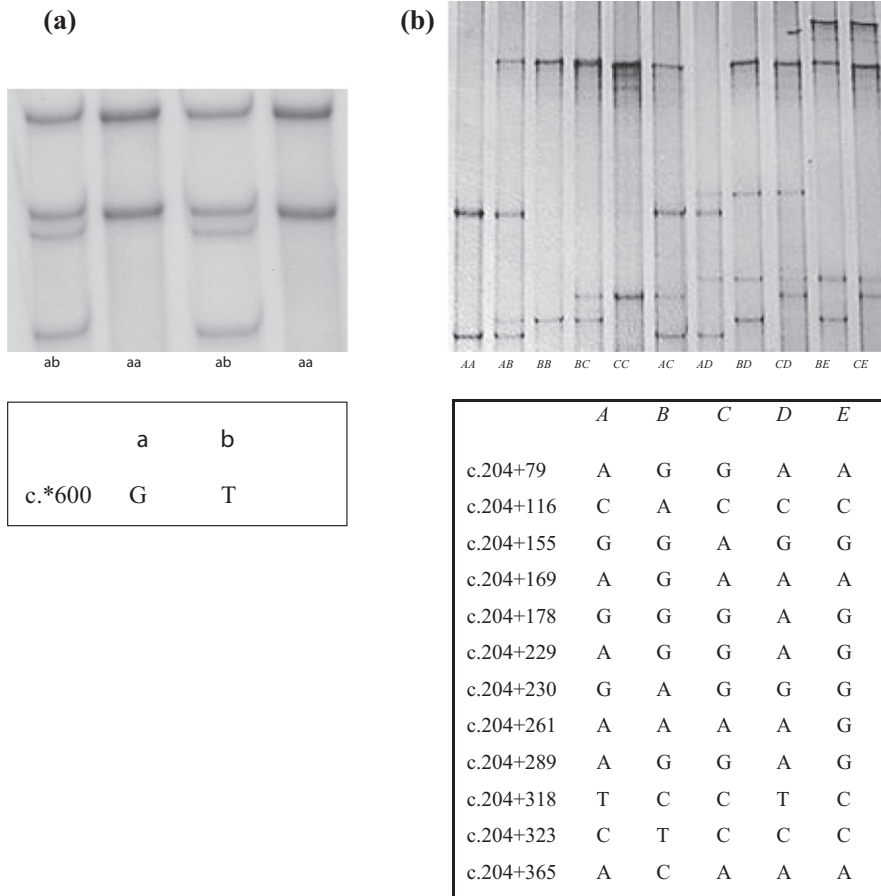 (a)
ab aa ab aa
a b
c.*600 G T
(b)
AA AB BB BC CC AC AD BD CD BE CE
A B C D E
c.204+79 A G G A A
c.204+116 C A C C C
c.204+155 G G A G G
c.204+169 A G A A A
c.204+178 G G G A G
c.204+229 A G G A G
c.204+230 G A G G G
c.204+261 A A A A G
c.204+289 A G G A G
c.204+318 T C C T C
c.204+323 C T C C C
c.204+365 A C A A A